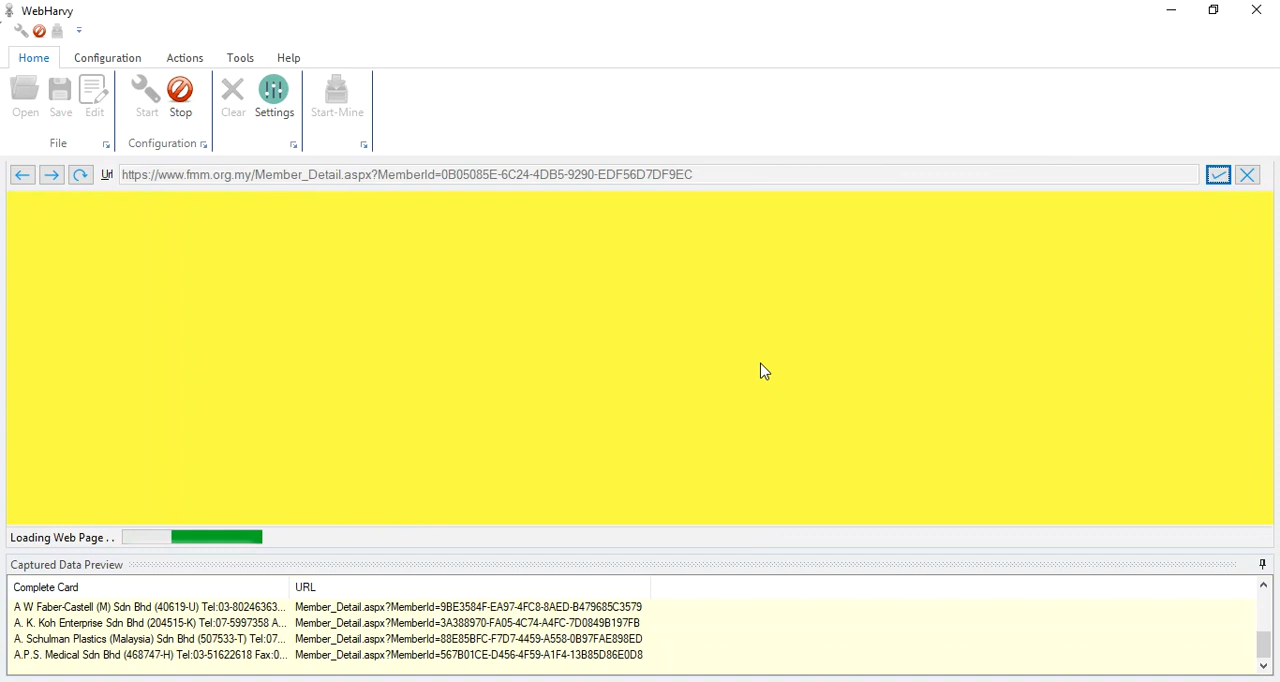 WebHarvy
Home Configuration Actions Tools Help
Open Save Edit Start Stop Clear Settings Start-Mine
File Configuration
Url https://www.fmm.org.my/Member_Detail.aspx?MemberId=0B05085E-6C24-4DB5-9290-EDF56D7DF9EC
Loading Web Page . .
Captured Data Preview
Complete Card URL
A W Faber-Castell (M) Sdn Bhd (40619-U) Tel:03-80246363... Member_Detail.aspx?MemberId=9BE3584F-EA97-4FC8-8AED-B479685C3579
A. K. Koh Enterprise Sdn Bhd (204515-K) Tel:07-5997358 A... Member_Detail.aspx?MemberId=3A388970-FA05-4C74-A4FC-7D0849B197FB
A. Schulman Plastics (Malaysia) Sdn Bhd (507533-T) Tel:07... Member_Detail.aspx?MemberId=88E85BFC-F7D7-4459-A558-0B97FAE898ED
A.P.S. Medical Sdn Bhd (468747-H) Tel:03-51622618 Fax:0... Member_Detail.aspx?MemberId=567B01CE-D456-4F59-A1F4-13B85D86E0D8